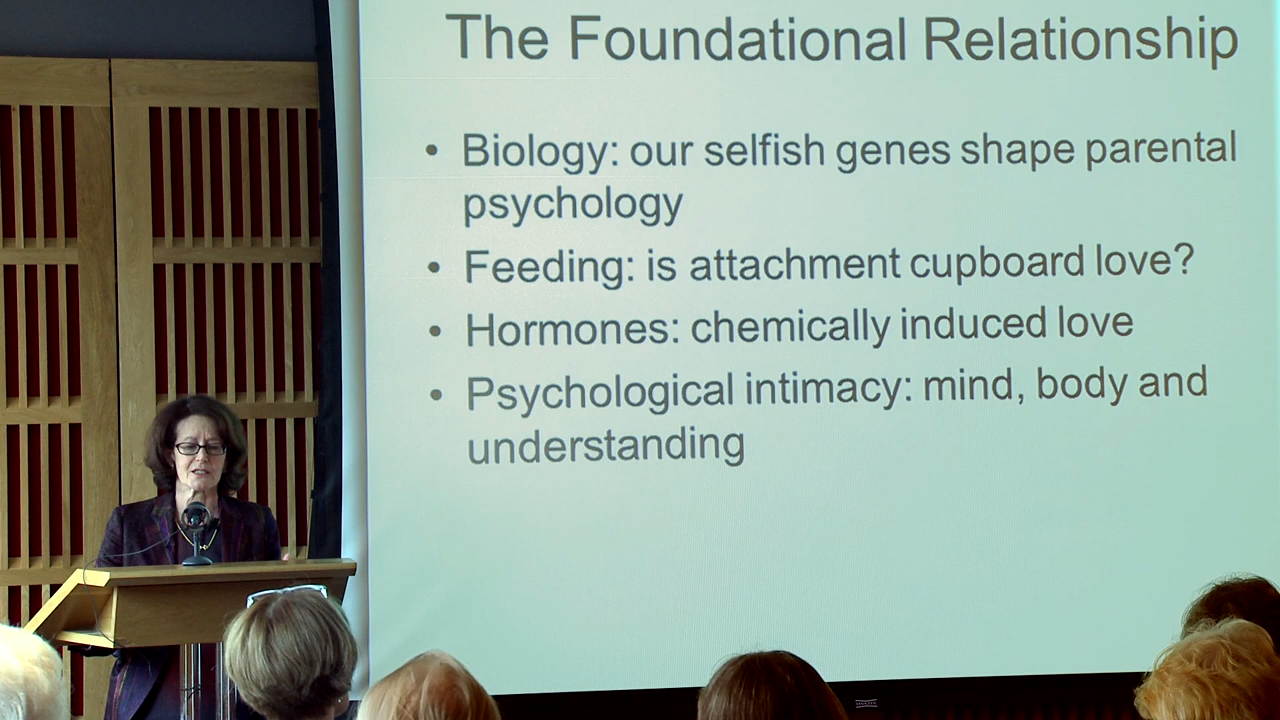 The Foundational Relationship
• Biology: our selfish genes shape parental
psychology
• Feeding: is attachment cupboard love?
• Hormones: chemically induced love
• Psychological intimacy: mind, body and
understanding